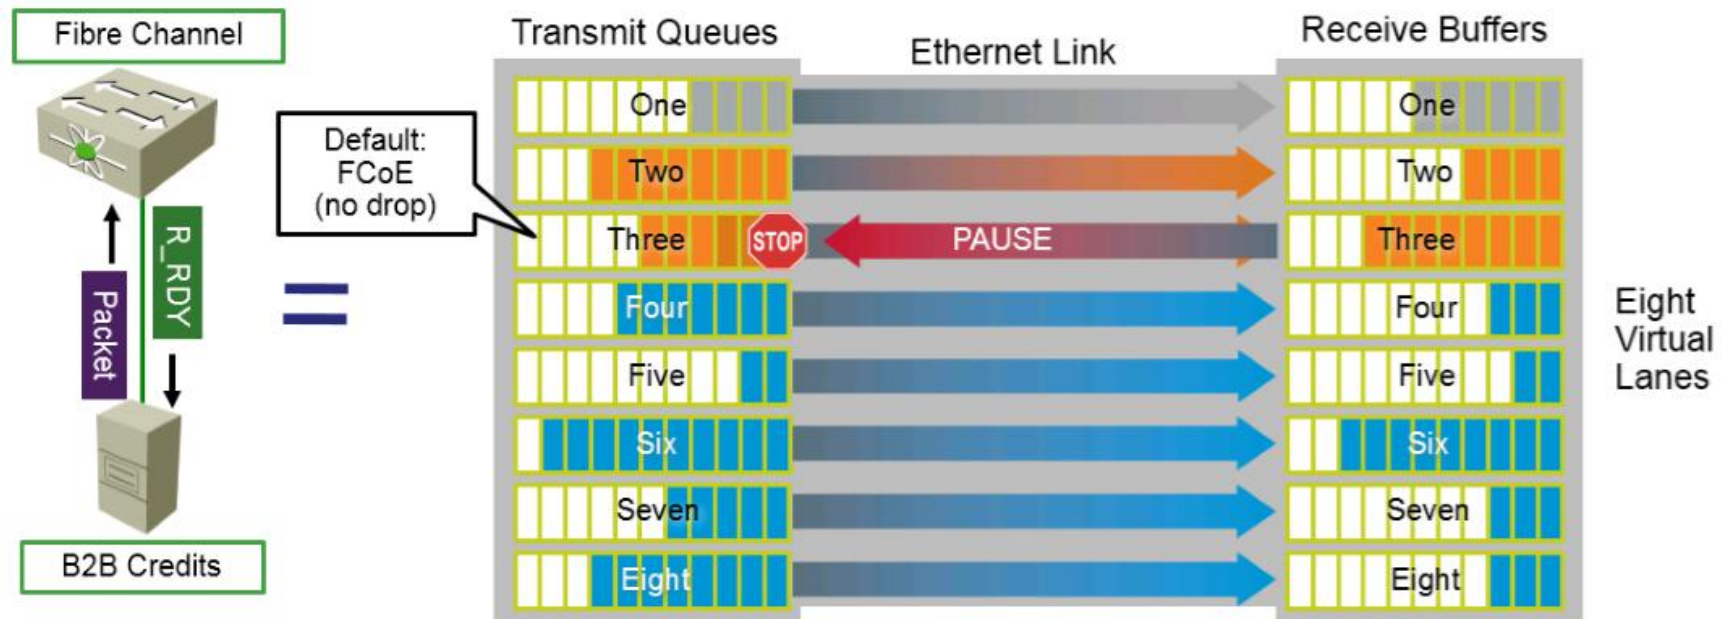 Fibre Channel
Transmit Queues
Ethernet Link
Receive Buffers
Default:
FCoE
(no drop)
R_RDY
Packet
B2B Credits
One
Two
Three
Four
Five
Six
Seven
Eight
STOP
PAUSE
One
Two
Three
Four
Five
Six
Seven
Eight
Eight
Virtual
Lanes